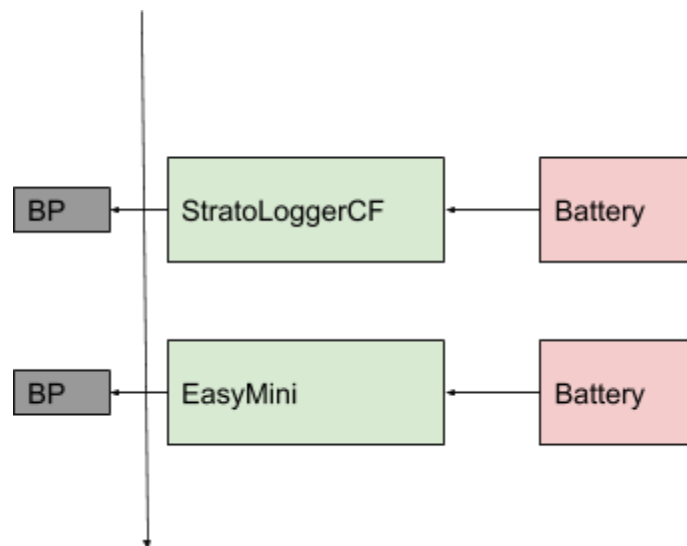 BP
StratoLoggerCF
Battery
BP
EasyMini
Battery